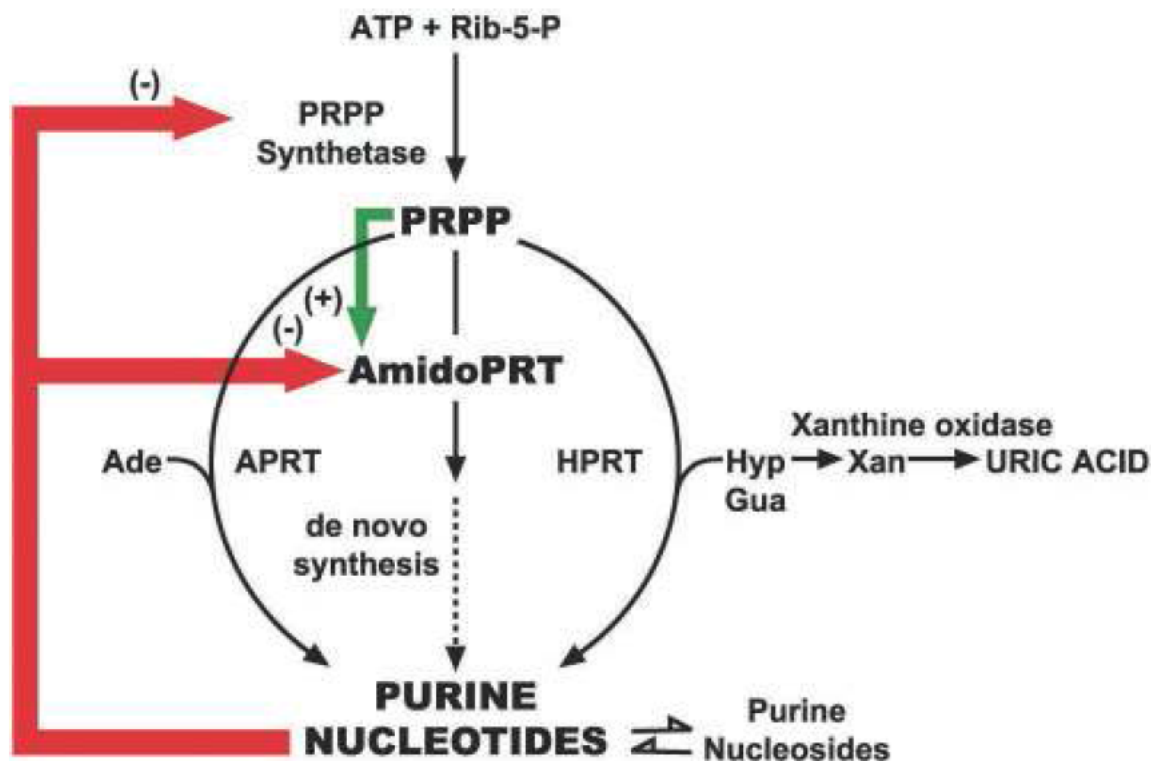 ATP + Rib-5-P
(-)
PRPP
Synthetase
PRPP
(+)
(-)
AmidoPRT
Xanthine oxidase
Ade APRT HPRT Hyp Xan URIC ACID
Gua
de novo
synthesis
PURINE
NUCLEOTIDES
Purine
Nucleosides